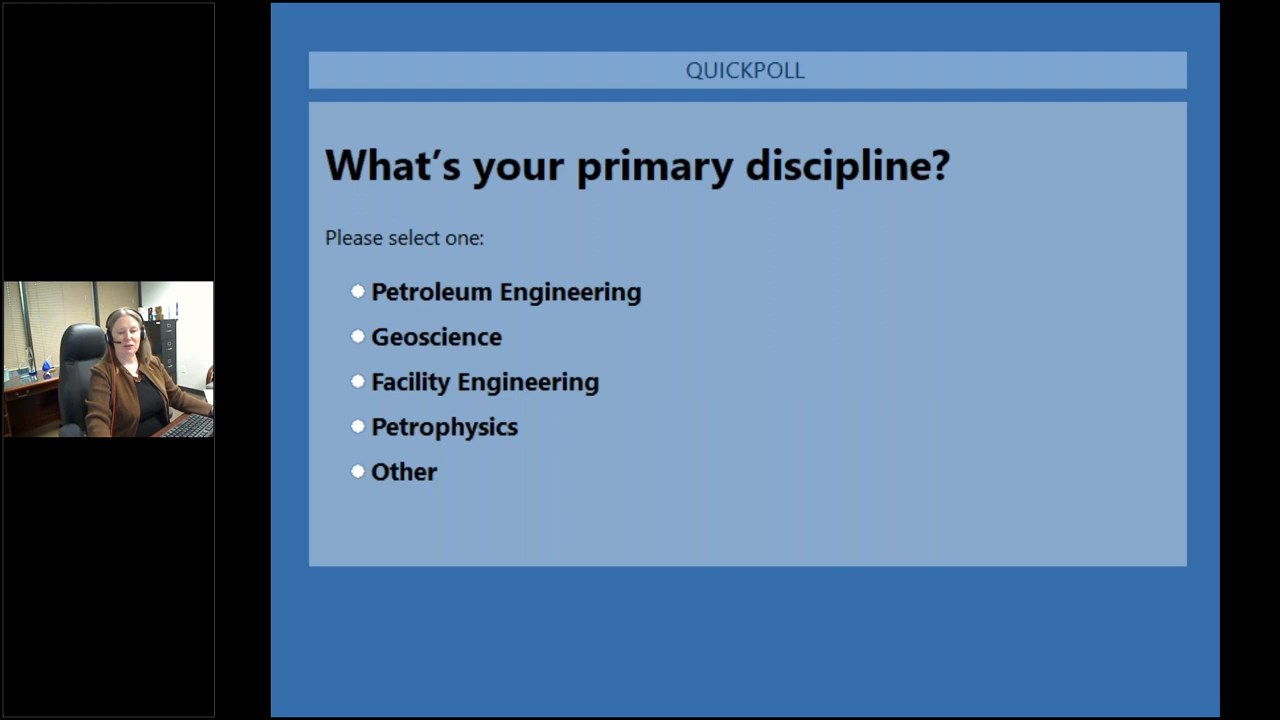 QUICKPOLL
What's your primary discipline?
Please select one:
Petroleum Engineering
Geoscience
Facility Engineering
Petrophysics
Other